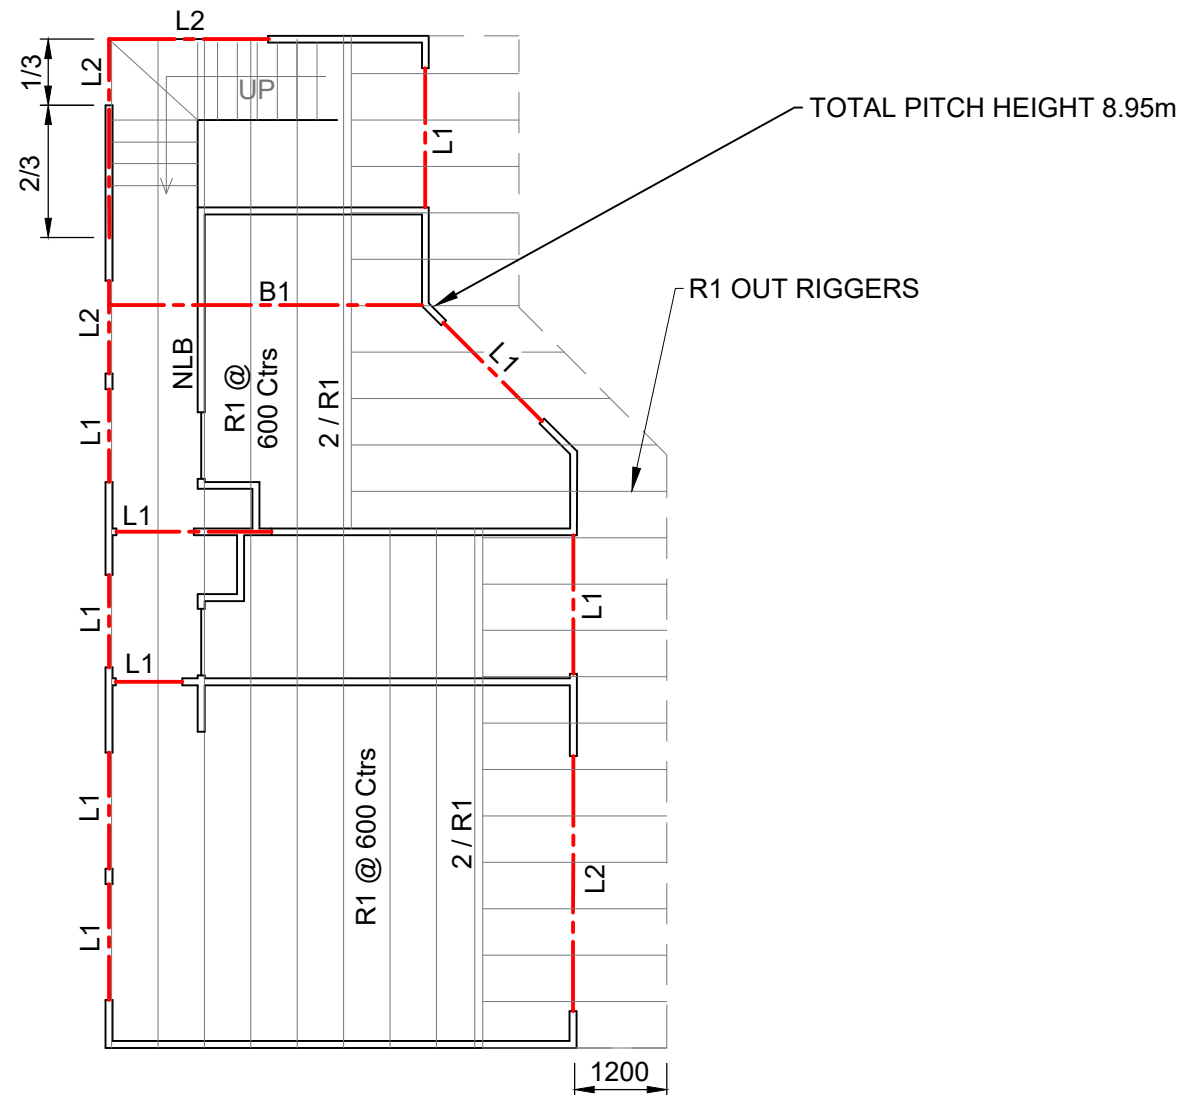 L2
1/3
L2
UP
TOTAL PITCH HEIGHT 8.95m
L1
2/3
R1 OUT RIGGERS
B1
L2
NLB
L1
R1 @
600 Ctrs
2 / R1
L1
L1
L1
L1
L1
R1 @ 600 Ctrs
2 / R1
L1
L2
L1
1200